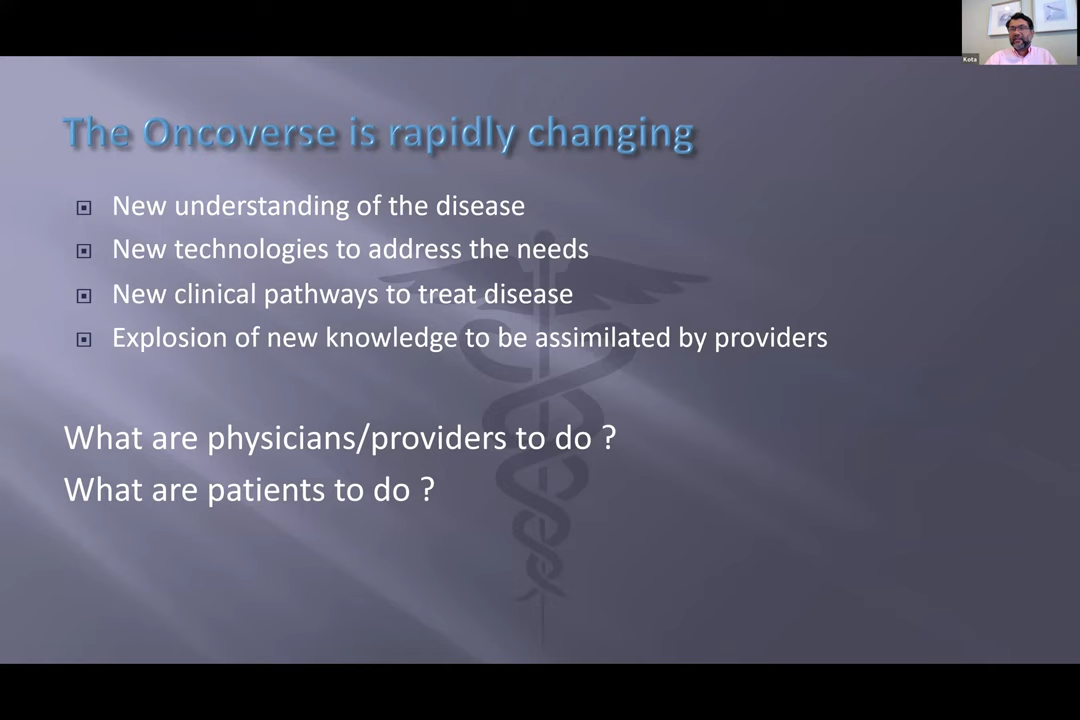 Kota
The Oncoverse is rapidly changing
New understanding of the disease
New technologies to address the needs
New clinical pathways to treat disease
Explosion of new knowledge to be assimilated by providers
What are physicians/providers to do ?
What are patients to do ?